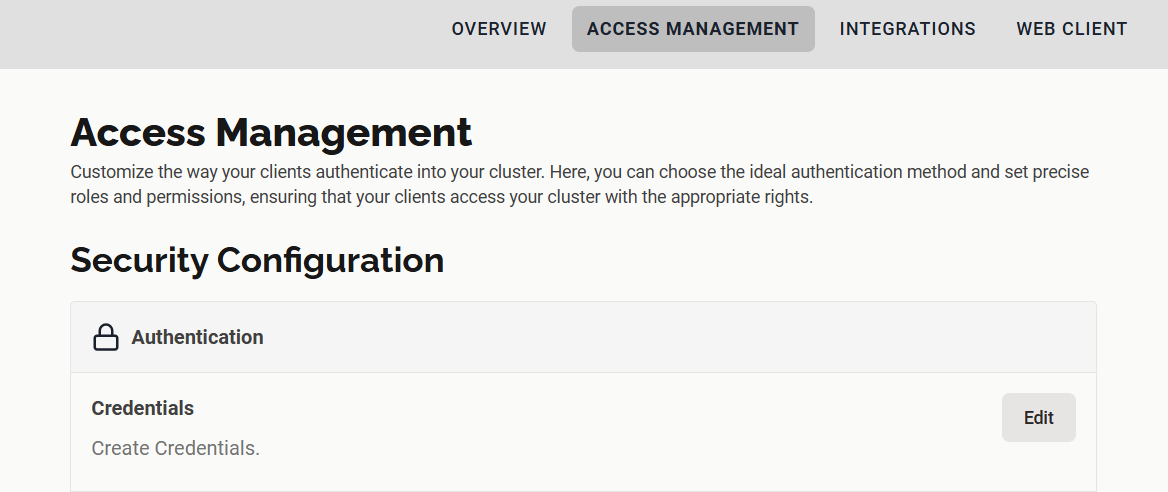 OVERVIEW ACCESS MANAGEMENT INTEGRATIONS WEB CLIENT
Access Management
Customize the way your clients authenticate into your cluster. Here, you can choose the ideal authentication method and set precise
roles and permissions, ensuring that your clients access your cluster with the appropriate rights.
Security Configuration
Authentication
Credentials
Edit
Create Credentials.